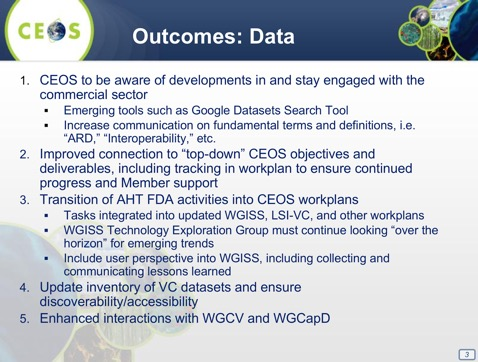 CEOS
Outcomes: Data
1. CEOS to be aware of developments in and stay engaged with the
commercial sector
▪ Emerging tools such as Google Datasets Search Tool
▪ Increase communication on fundamental terms and definitions, i.e.
“ARD,” “Interoperability,” etc.
2. Improved connection to “top-down” CEOS objectives and
deliverables, including tracking in workplan to ensure continued
progress and Member support
3. Transition of AHT FDA activities into CEOS workplans
▪ Tasks integrated into updated WGISS, LSI-VC, and other workplans
▪ WGISS Technology Exploration Group must continue looking “over the
horizon” for emerging trends
▪ Include user perspective into WGISS, including collecting and
communicating lessons learned
4. Update inventory of VC datasets and ensure
discoverability/accessibility
5. Enhanced interactions with WGCV and WGCapD
3